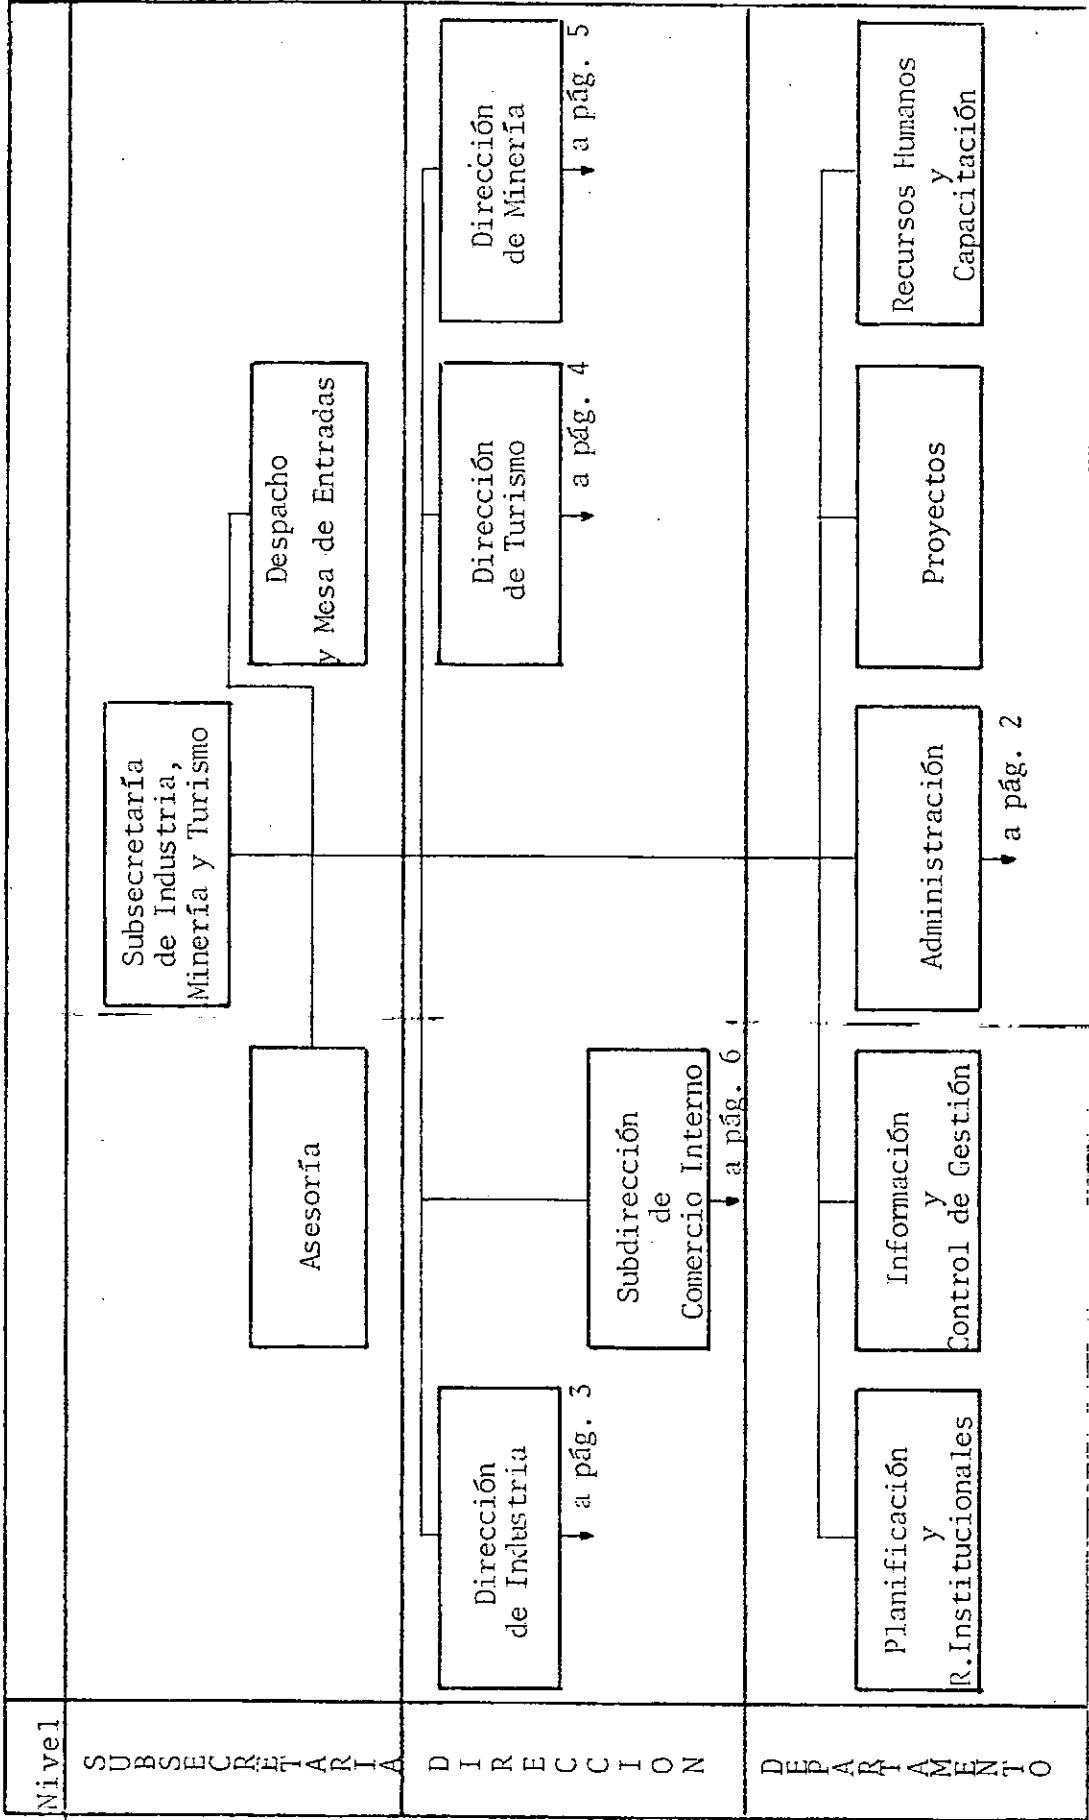 Nivel
SUBSECRETARIA
Subsecretaría
de Industria,
Minería y Turismo
Asesoría
Despacho
y Mesa de Entradas
DIRECCION
Dirección
de Industria
a pág. 3
Subdirección
de
Comercio Interno
a pág. 6
Dirección
de Turismo
a pág. 4
Dirección
de Minería
a pág. 5
DEPARTAMENTO
Planificación
y
R.Institucionales
Información
y
Control de Gestión
Administración
a pág. 2
Proyectos
Recursos Humanos
y
Capacitación